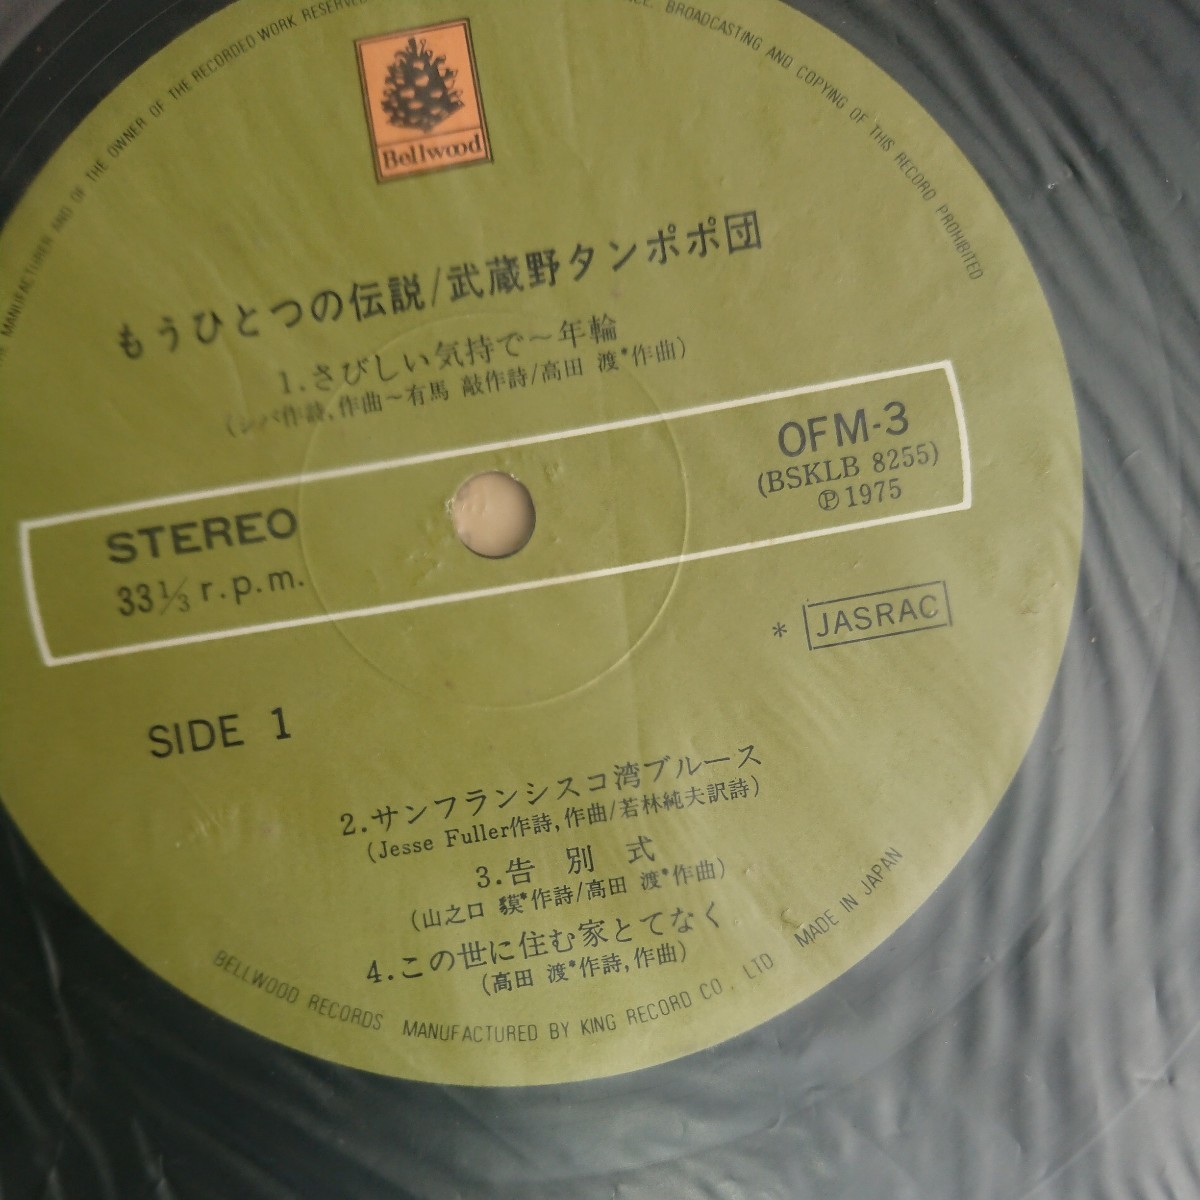 MANUFACTURER AND OF THE OWNER OF THE RECORDED WORK RESERVED
BROADCASTING AND COPYING OF THIS RECORD PROHIBITED
Bellwood
もうひとつの伝説/武蔵野タンポポ団
1.さびしい気持で〜年輪
(シバ作詩,作曲〜有馬 敲作詩/高田 渡*作曲)
STEREO
33 1/3 r.p.m.
OFM-3
(BSKLB 8255)
Ⓟ1975
* JASRAC
SIDE 1
2.サンフランシスコ湾ブルース
(Jesse Fuller作詩,作曲/若林純夫訳詩)
3.告 別 式
(山之口 貘*作詩/高田 渡*作曲)
4.この世に住む家とてなく
(高田 渡*作詩,作曲)
BELLWOOD RECORDS MANUFACTURED BY KING RECORD CO., LTD. MADE IN JAPAN